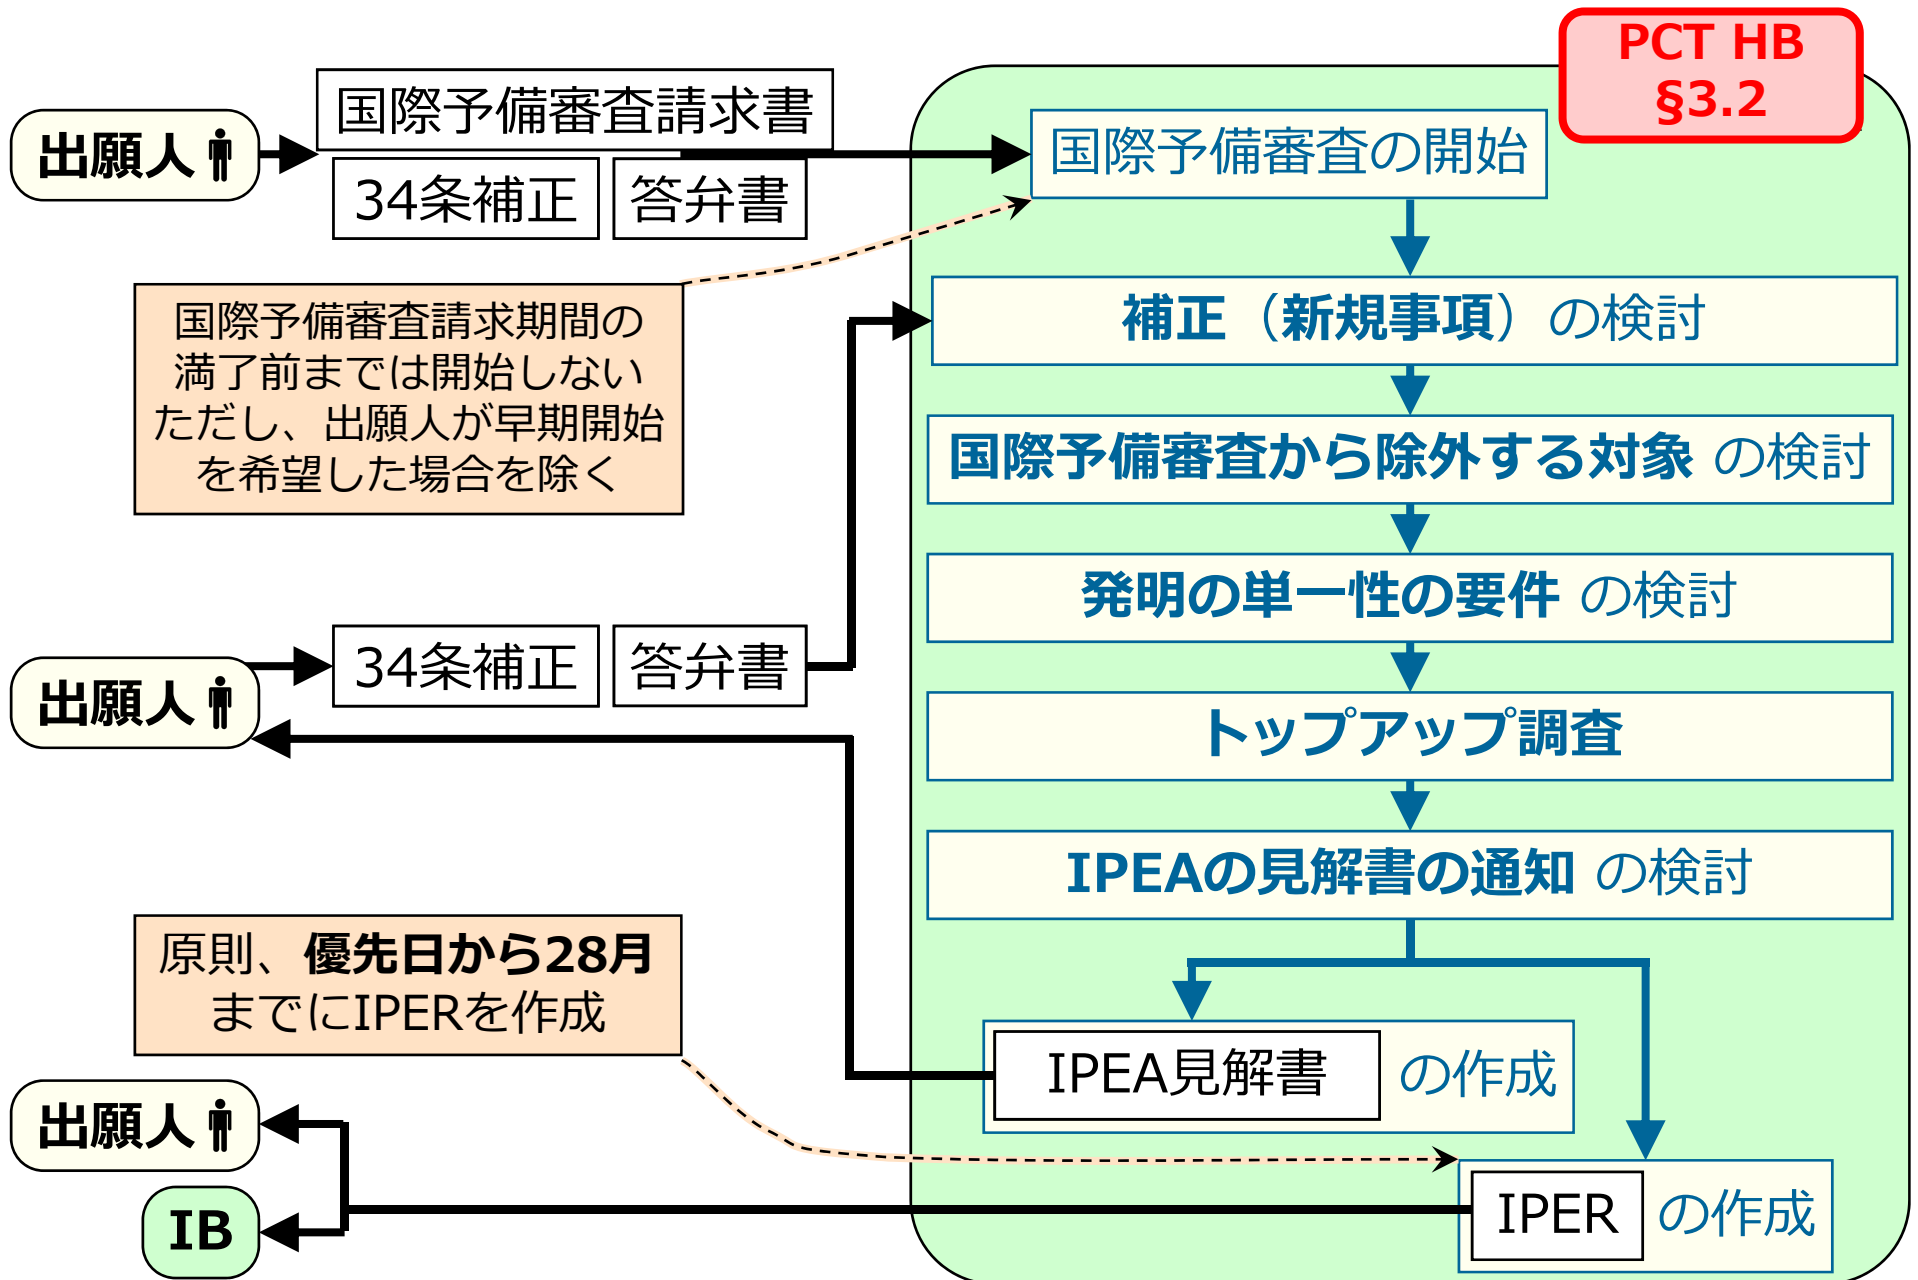 PCT HB
§3.2
出願人
国際予備審査請求書
34条補正
答弁書
国際予備審査の開始
国際予備審査請求期間の
満了前までは開始しない
ただし、出願人が早期開始
を希望した場合を除く
補正（新規事項）の検討
国際予備審査から除外する対象 の検討
発明の単一性の要件 の検討
出願人
34条補正
答弁書
トップアップ調査
IPEAの見解書の通知 の検討
原則、優先日から28月
までにIPERを作成
IPEA見解書 の作成
出願人
IB
IPER の作成